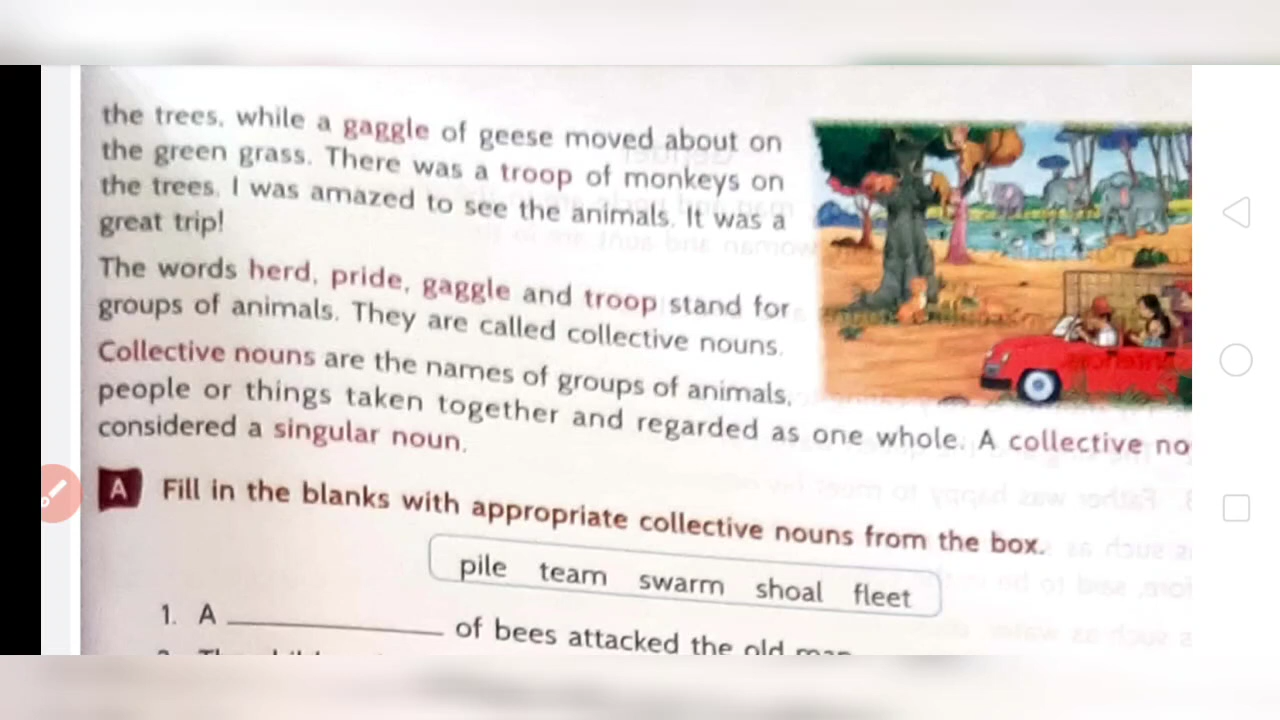 the trees, while a gaggle of geese moved about on
the green grass. There was a troop of monkeys on
the trees. I was amazed to see the animals. It was a
great trip!
The words herd, pride, gaggle and troop stand for
groups of animals. They are called collective nouns.
Collective nouns are the names of groups of animals,
people or things taken together and regarded as one whole. A collective no
considered a singular noun.
A Fill in the blanks with appropriate collective nouns from the box.
pile team swarm shoal fleet
1. A ____________ of bees attacked the old man